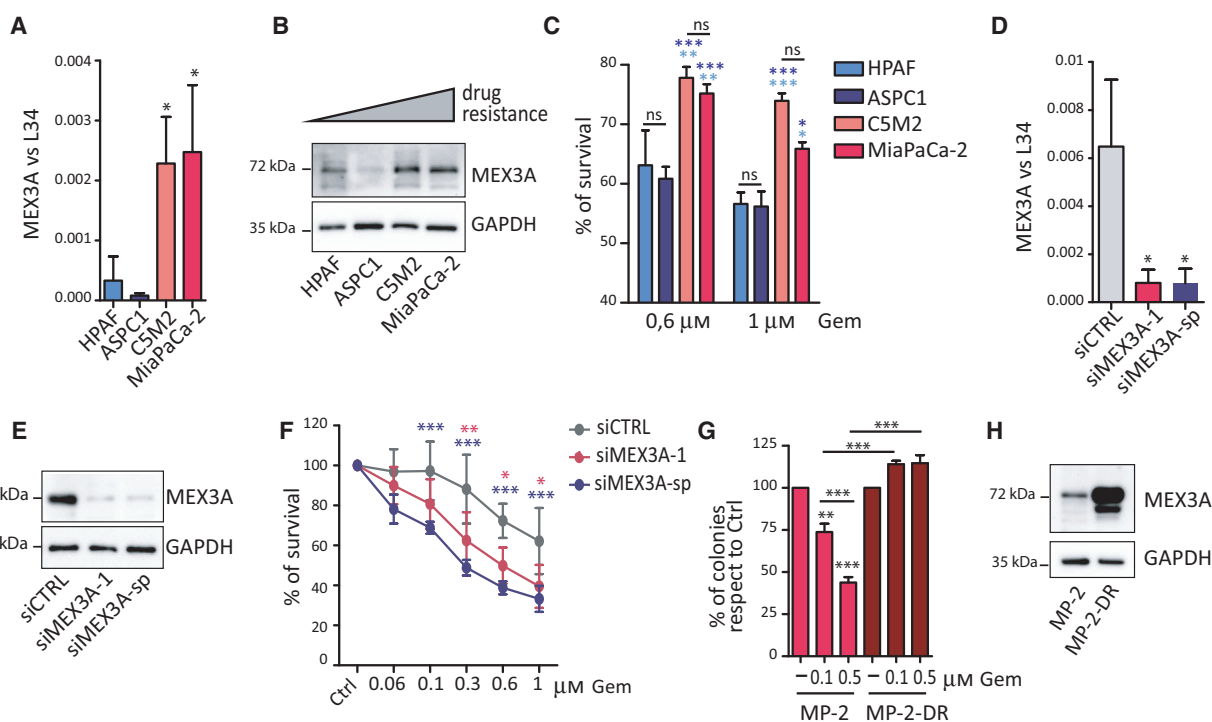 A
MEX3A vs L34
0.004
0.003
0.002
0.001
0.000
*
*
HPAF
ASPC1
C5M2
MiaPaCa-2
B
drug
resistance
72 kDa
MEX3A
35 kDa
GAPDH
HPAF
ASPC1
C5M2
MiaPaCa-2
C
% of survival
80
70
60
50
40
ns
***
**
ns
***
**
ns
***
***
ns
*
*
0,6 µM
1 µM
Gem
HPAF
ASPC1
C5M2
MiaPaCa-2
D
MEX3A vs L34
0.01
0.008
0.006
0.004
0.002
0.000
*
*
siCTRL
siMEX3A-1
siMEX3A-sp
E
kDa
MEX3A
kDa
GAPDH
siCTRL
siMEX3A-1
siMEX3A-sp
F
% of survival
120
100
80
60
40
20
0
***
**
***
*
***
*
***
siCTRL
siMEX3A-1
siMEX3A-sp
Ctrl
0.06
0.1
0.3
0.6
1
µM Gem
G
% of colonies
respect to Ctrl
125
100
75
50
25
0
***
***
***
**
***
– 0.1 0.5
– 0.1 0.5
µM Gem
MP-2
MP-2-DR
H
72 kDa
MEX3A
35 kDa
GAPDH
MP-2
MP-2-DR